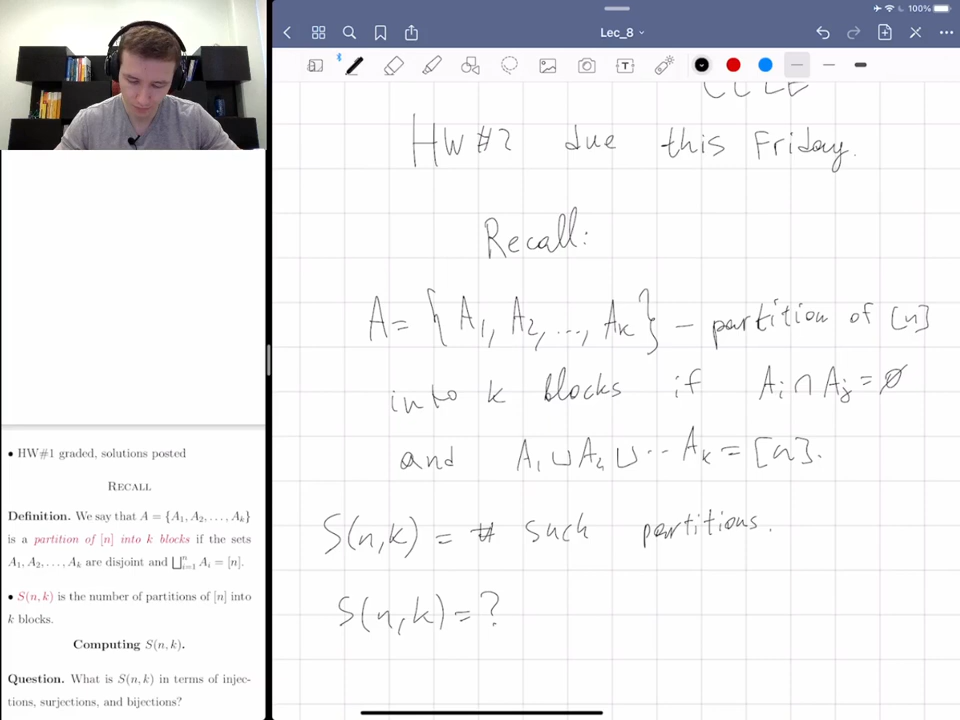 100%
Lec_8
CCLE
HW #2 due this Friday.
Recall:
A = {A₁, A₂, ..., Aₖ} – partition of [n]
into k blocks if Aᵢ ∩ Aⱼ = ∅
and A₁ ⊔ A₂ ⊔ ... Aₖ = [n].
S(n,k) = # such partitions.
S(n,k) = ?
• HW#1 graded, solutions posted
RECALL
Definition. We say that A = {A₁, A₂, . . . , Aₖ}
is a partition of [n] into k blocks if the sets
A₁, A₂, . . . , Aₖ are disjoint and ⨆ⁿᵢ₌₁ Aᵢ = [n].
• S(n, k) is the number of partitions of [n] into
k blocks.
Computing S(n, k).
Question. What is S(n, k) in terms of injec-
tions, surjections, and bijections?